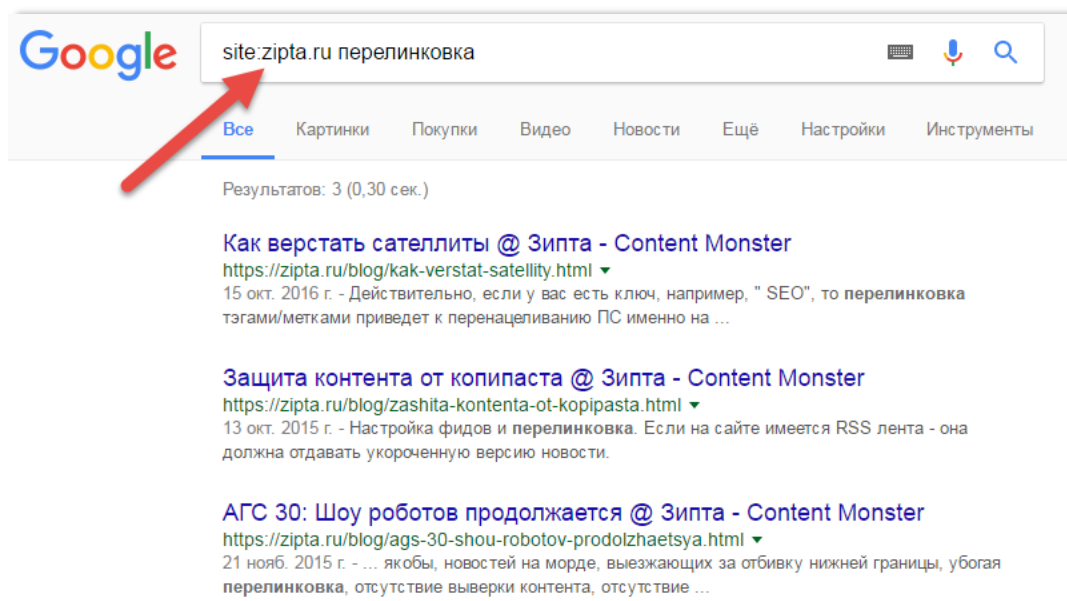 Google
site:zipta.ru перелинковка
Все Картинки Покупки Видео Новости Ещё Настройки Инструменты
Результатов: 3 (0,30 сек.)
Как верстать сателлиты @ Зипта - Content Monster
https://zipta.ru/blog/kak-verstat-satellity.html
15 окт. 2016 г. - Действительно, если у вас есть ключ, например, " SEO", то перелинковка
тэгами/метками приведет к перенацеливанию ПС именно на ...
Защита контента от копипаста @ Зипта - Content Monster
https://zipta.ru/blog/zashita-kontenta-ot-kopipasta.html
13 окт. 2015 г. - Настройка фидов и перелинковка. Если на сайте имеется RSS лента - она
должна отдавать укороченную версию новости.
АГС 30: Шоу роботов продолжается @ Зипта - Content Monster
https://zipta.ru/blog/ags-30-shou-robotov-prodolzhaetsya.html
21 нояб. 2015 г. - ... якобы, новостей на морде, выезжающих за отбивку нижней границы, убогая
перелинковка, отсутствие выверки контента, отсутствие ...